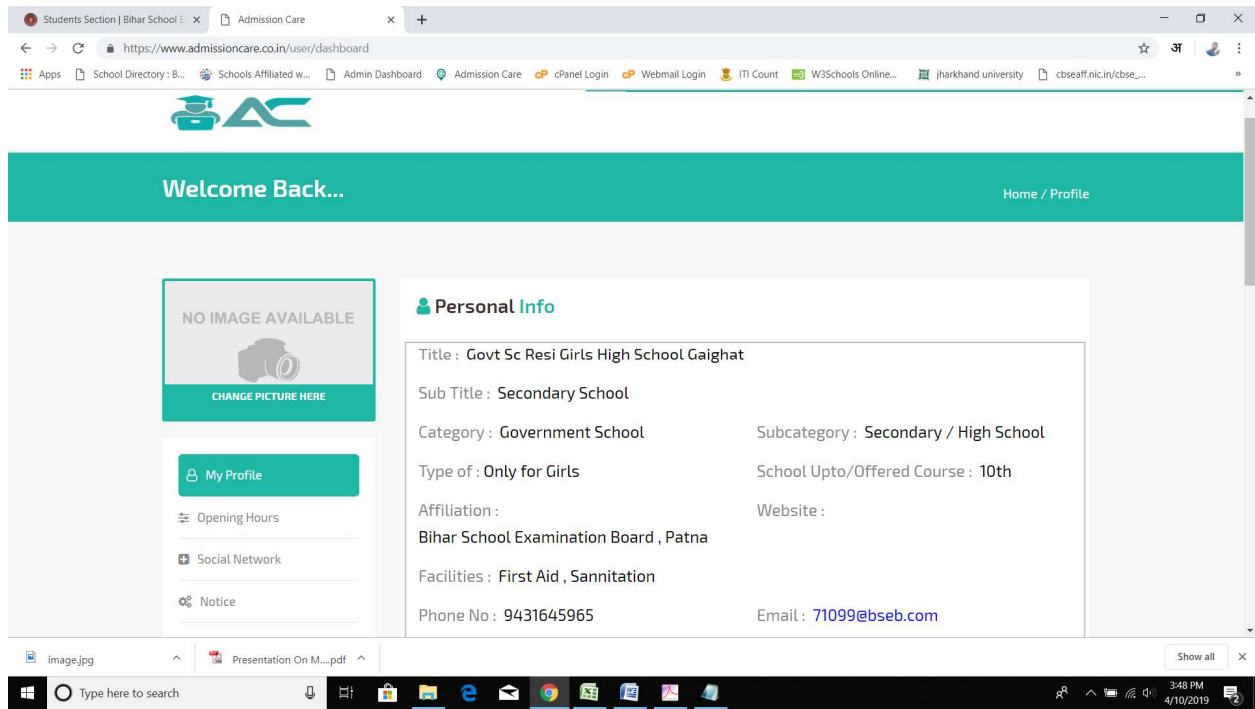 Students Section | Bihar School E
Admission Care
https://www.admissioncare.co.in/user/dashboard
अ
Apps School Directory : B... Schools Affiliated w... Admin Dashboard Admission Care cPanel Login Webmail Login ITI Count W3Schools Online... jharkhand university cbseaff.nic.in/cbse_... »
AC
Welcome Back...
Home / Profile
NO IMAGE AVAILABLE
CHANGE PICTURE HERE
My Profile
Opening Hours
Social Network
Notice
Personal Info
Title : Govt Sc Resi Girls High School Gaighat
Sub Title : Secondary School
Category : Government School Subcategory : Secondary / High School
Type of : Only for Girls School Upto/Offered Course : 10th
Affiliation : Website :
Bihar School Examination Board , Patna
Facilities : First Aid , Sannitation
Phone No : 9431645965 Email : 71099@bseb.com
image.jpg Presentation On M....pdf Show all
Type here to search
3:48 PM
4/10/2019
2